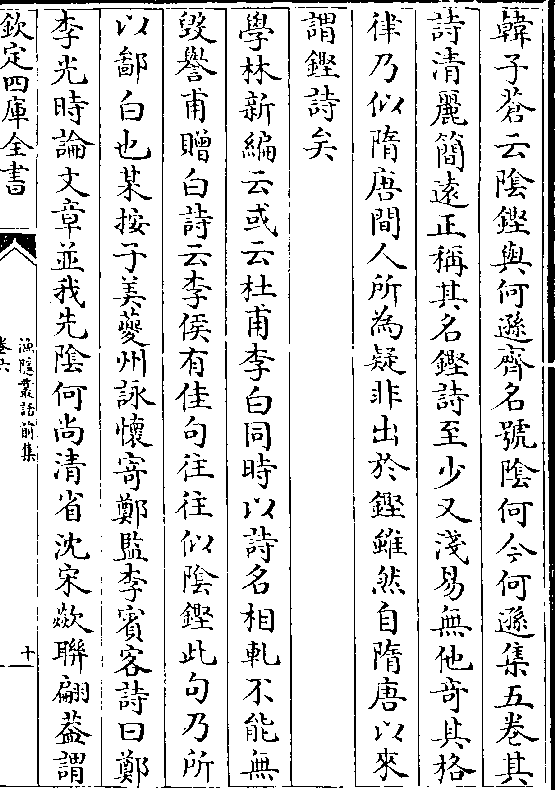 韓子蒼云陰鏗與何遜齊名號陰何今何遜集五卷其
詩清麗簡遠正稱其名鏗詩至少又淺易無他奇其格
律乃似隋唐間人所為疑非出於鏗雖然自隋唐以來
謂鏗詩矣
學林新編云或云杜甫李白同時以詩名相軋不能無
毀譽甫贈白詩云李侯有佳句往往似陰鏗此句乃所
以鄙白也某按子美夔州詠懷寄鄭監李賓客詩曰鄭
李光時論文章並我先陰何尚清省沈宋歘聯翩葢謂
欽定四庫全書
漁隱叢話前集
卷六
十